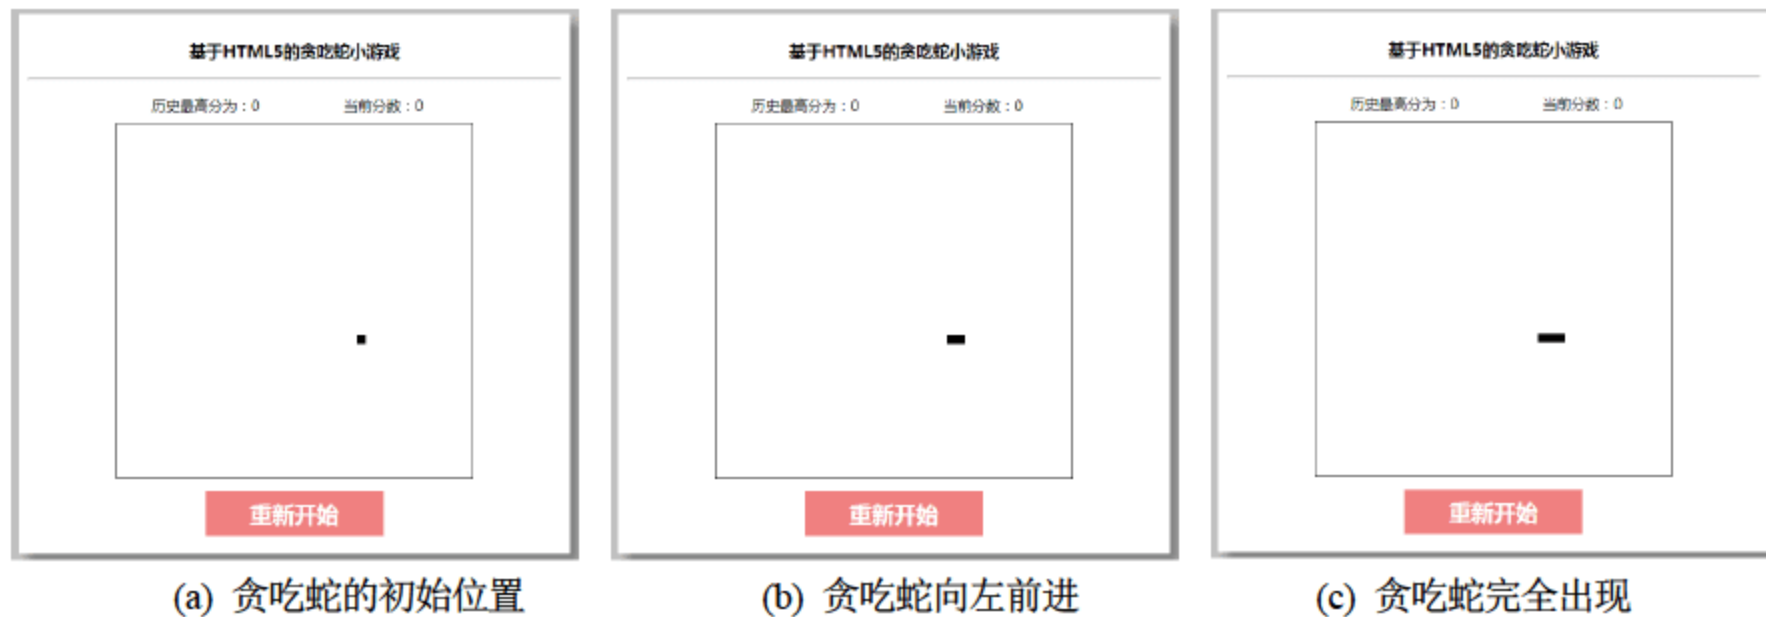 基于HTML5的贪吃蛇小游戏
历史最高分为：0 当前分数：0
重新开始
(a) 贪吃蛇的初始位置
基于HTML5的贪吃蛇小游戏
历史最高分为：0 当前分数：0
重新开始
(b) 贪吃蛇向左前进
基于HTML5的贪吃蛇小游戏
历史最高分为：0 当前分数：0
重新开始
(c) 贪吃蛇完全出现